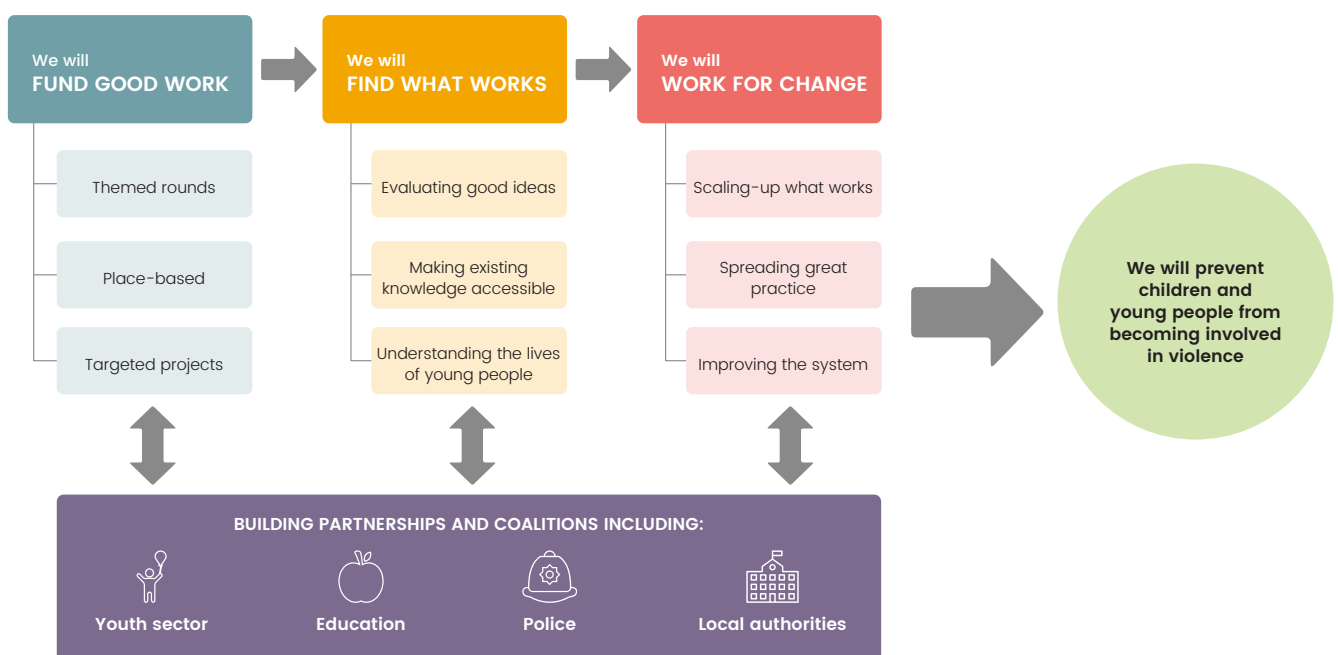 We will
FUND GOOD WORK
Themed rounds
Place-based
Targeted projects
We will
FIND WHAT WORKS
Evaluating good ideas
Making existing
knowledge accessible
Understanding the lives
of young people
We will
WORK FOR CHANGE
Scaling-up what works
Spreading great
practice
Improving the system
We will prevent
children and
young people from
becoming involved
in violence
BUILDING PARTNERSHIPS AND COALITIONS INCLUDING:
Youth sector
Education
Police
Local authorities